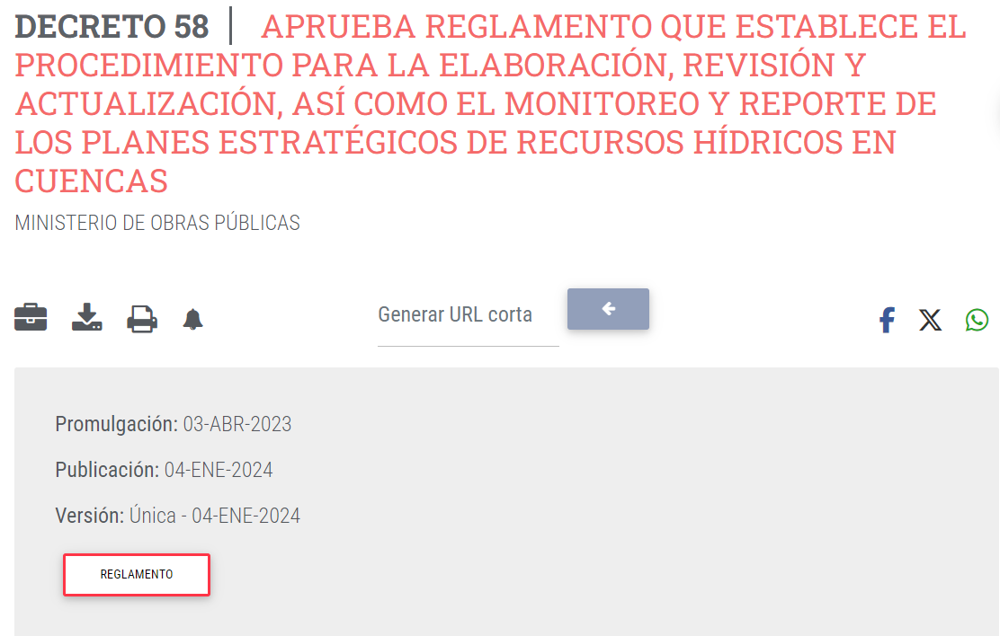 DECRETO 58 | APRUEBA REGLAMENTO QUE ESTABLECE EL
PROCEDIMIENTO PARA LA ELABORACIÓN, REVISIÓN Y
ACTUALIZACIÓN, ASÍ COMO EL MONITOREO Y REPORTE DE
LOS PLANES ESTRATÉGICOS DE RECURSOS HÍDRICOS EN
CUENCAS
MINISTERIO DE OBRAS PÚBLICAS
Generar URL corta
Promulgación: 03-ABR-2023
Publicación: 04-ENE-2024
Versión: Única - 04-ENE-2024
REGLAMENTO